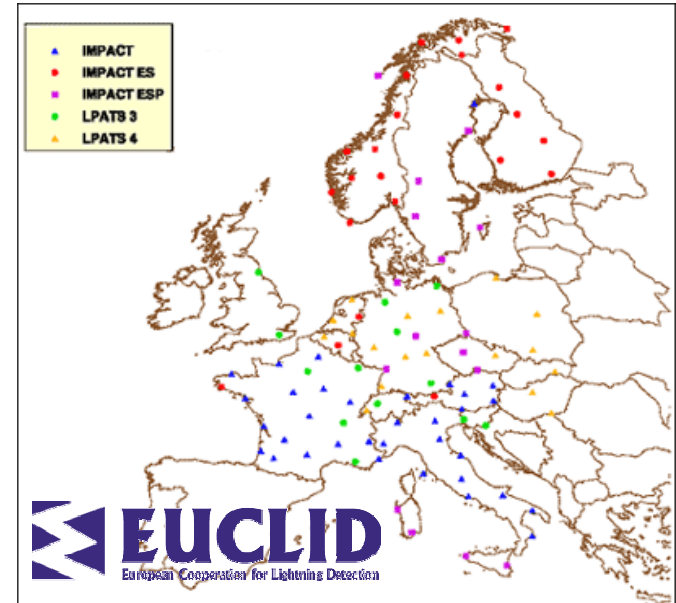 IMPACT
IMPACT ES
IMPACT ESP
LPATS 3
LPATS 4
EUCLID
European Cooperation for Lightning Detection